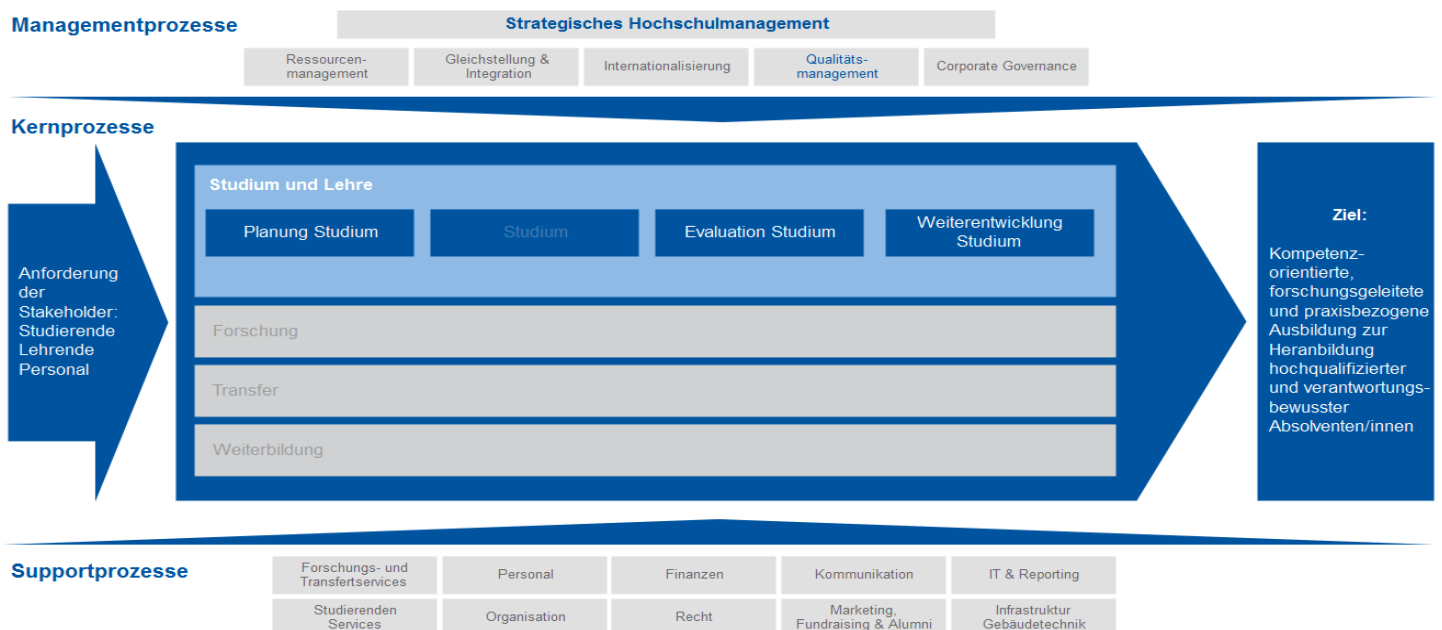 Managementprozesse
Strategisches Hochschulmanagement
Ressourcen-
management
Gleichstellung &
Integration
Internationalisierung
Qualitäts-
management
Corporate Governance
Kernprozesse
Anforderung
der
Stakeholder:
Studierende
Lehrende
Personal
Studium und Lehre
Planung Studium
Studium
Evaluation Studium
Weiterentwicklung
Studium
Forschung
Transfer
Weiterbildung
Ziel:
Kompetenz-
orientierte,
forschungsgeleitete
und praxisbezogene
Ausbildung zur
Heranbildung
hochqualifizierter
und verantwortungs-
bewusster
Absolventen/innen
Supportprozesse
Forschungs- und
Transfertservices
Personal
Finanzen
Kommunikation
IT & Reporting
Studierenden
Services
Organisation
Recht
Marketing,
Fundraising & Alumni
Infrastruktur
Gebäudetechnik